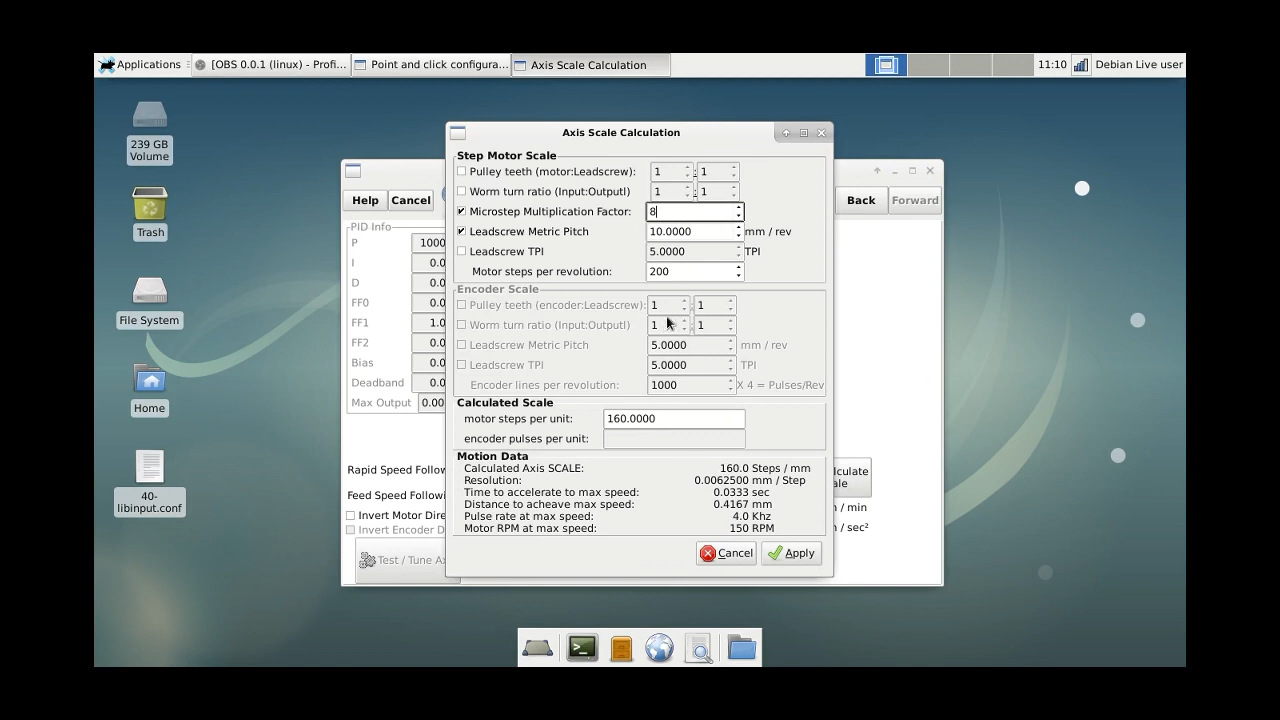 Applications
[OBS 0.0.1 (linux) - Profi...
Point and click configura...
Axis Scale Calculation
11:10
Debian Live user
239 GB
Volume
Trash
File System
Home
40-
libinput.conf
Help
Cancel
Back
Forward
PID Info
P 1000
I 0.0
D 0.0
FF0 0.0
FF1 1.0
FF2 0.0
Bias 0.0
Deadband 0.0
Max Output 0.00
Rapid Speed Follow
Feed Speed Followi
Invert Motor Dire
Invert Encoder D
Test / Tune Ax
lculate
ale
/ min
/ sec²
Axis Scale Calculation
Step Motor Scale
Pulley teeth (motor:Leadscrew): 1 : 1
Worm turn ratio (Input:Outputl) 1 : 1
Microstep Multiplication Factor: 8
Leadscrew Metric Pitch 10.0000 mm / rev
Leadscrew TPI 5.0000 TPI
Motor steps per revolution: 200
Encoder Scale
Pulley teeth (encoder:Leadscrew): 1 : 1
Worm turn ratio (Input:Outputl) 1 : 1
Leadscrew Metric Pitch 5.0000 mm / rev
Leadscrew TPI 5.0000 TPI
Encoder lines per revolution: 1000 X 4 = Pulses/Rev
Calculated Scale
motor steps per unit: 160.0000
encoder pulses per unit:
Motion Data
Calculated Axis SCALE: 160.0 Steps / mm
Resolution: 0.0062500 mm / Step
Time to accelerate to max speed: 0.0333 sec
Distance to acheave max speed: 0.4167 mm
Pulse rate at max speed: 4.0 Khz
Motor RPM at max speed: 150 RPM
Cancel
Apply